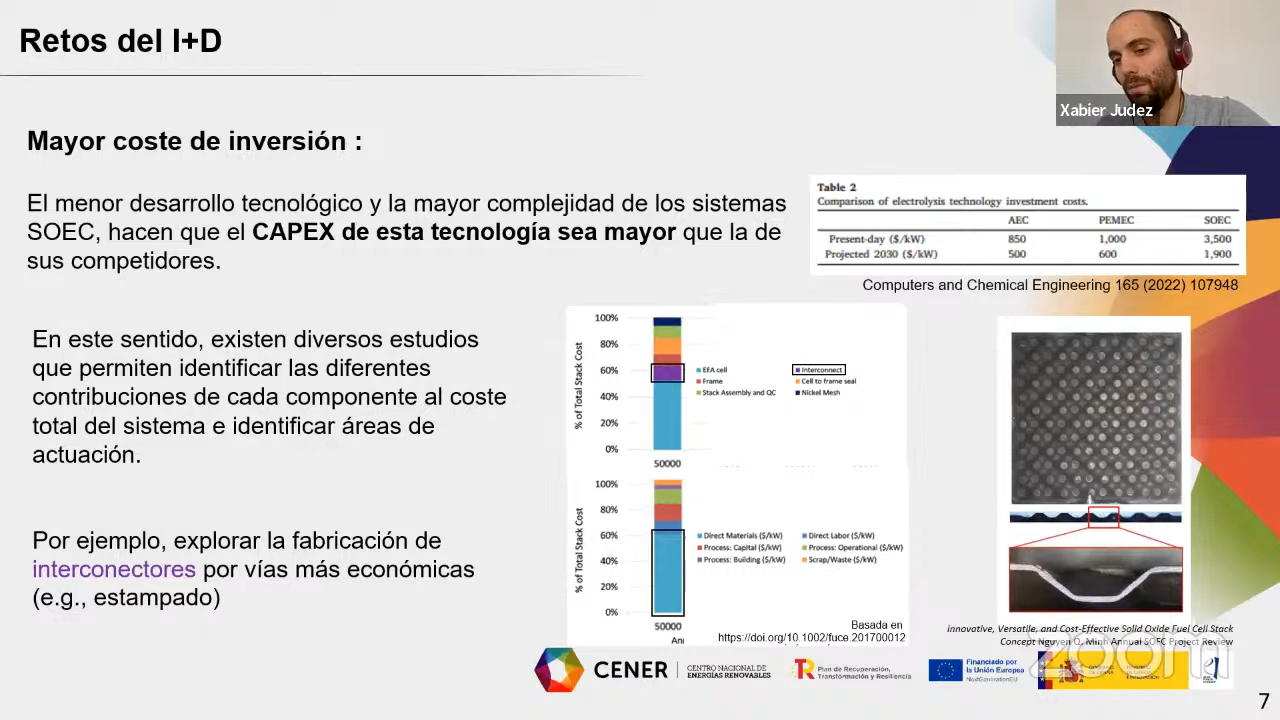 Retos del I+D
Xabier Judez
Mayor coste de inversión :
El menor desarrollo tecnológico y la mayor complejidad de los sistemas
SOEC, hacen que el CAPEX de esta tecnología sea mayor que la de
sus competidores.
Table 2
Comparison of electrolysis technology investment costs.
AEC PEMEC SOEC
Present-day ($/kW) 850 1,000 3,500
Projected 2030 ($/kW) 500 600 1,900
Computers and Chemical Engineering 165 (2022) 107948
En este sentido, existen diversos estudios
que permiten identificar las diferentes
contribuciones de cada componente al coste
total del sistema e identificar áreas de
actuación.
Por ejemplo, explorar la fabricación de
interconectores por vías más económicas
(e.g., estampado)
% of Total Stack Cost
100%
80%
60%
40%
20%
0%
50000
EEA cell Interconnect
Frame Cell to frame seal
Stack Assembly and QC Nickel Mesh
% of Total Stack Cost
100%
80%
60%
40%
20%
0%
50000
Direct Materials ($/kW) Direct Labor ($/kW)
Process: Capital ($/kW) Process: Operational ($/kW)
Process: Building ($/kW) Scrap/Waste ($/kW)
Basada en
https://doi.org/10.1002/fuce.201700012
Innovative, Versatile, and Cost-Effective Solid Oxide Fuel Cell Stack
Concept Nguyen Q. Minh Annual SOFC Project Review
zoom
CENER
CENTRO NACIONAL DE
ENERGÍAS RENOVABLES
Plan de Recuperación,
Transformación y Resiliencia
Financiado por
la Unión Europea
NextGenerationEU
7